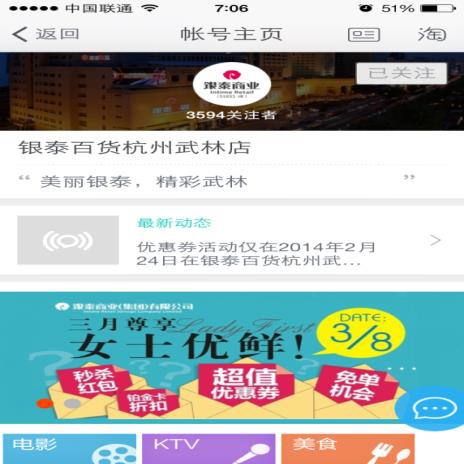 中国联通 7:06 51%
返回 帐号主页 淘
银泰商业
Intime Retail
已关注
3594关注者
银泰百货杭州武林店
“ 美丽银泰，精彩武林 ”
最新动态
优惠券活动仅在2014年2月
24日在银泰百货杭州武...
银泰商业(集团)有限公司
三月尊享 Lady First
女士优鲜!
DATE:
3/8
秒杀
红包
铂金卡
折扣
超值
优惠券
免单
机会
电影 KTV 美食